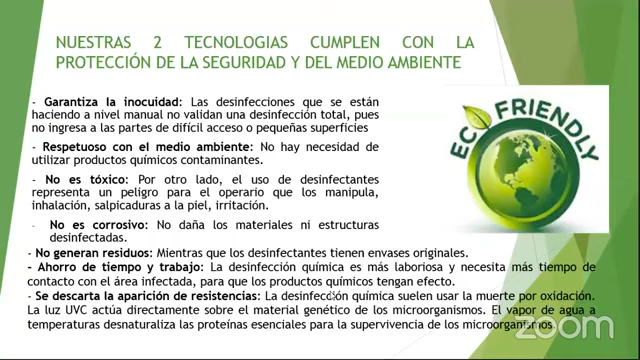 NUESTRAS 2 TECNOLOGIAS CUMPLEN CON LA
PROTECCIÓN DE LA SEGURIDAD Y DEL MEDIO AMBIENTE
- Garantiza la inocuidad: Las desinfecciones que se están
haciendo a nivel manual no validan una desinfección total, pues
no ingresa a las partes de difícil acceso o pequeñas superficies
- Respetuoso con el medio ambiente: No hay necesidad de
utilizar productos químicos contaminantes.
- No es tóxico: Por otro lado, el uso de desinfectantes
representa un peligro para el operario que los manipula,
inhalación, salpicaduras a la piel, irritación.
- No es corrosivo: No daña los materiales ni estructuras
desinfectadas.
ECO FRIENDLY
- No generan residuos: Mientras que los desinfectantes tienen envases originales.
- Ahorro de tiempo y trabajo: La desinfección química es más laboriosa y necesita más tiempo de
contacto con el área infectada, para que los productos químicos tengan efecto.
- Se descarta la aparición de resistencias: La desinfección química suelen usar la muerte por oxidación.
La luz UVC actúa directamente sobre el material genético de los microorganismos. El vapor de agua a
temperaturas desnaturaliza las proteínas esenciales para la supervivencia de los microorganismos.
zoom